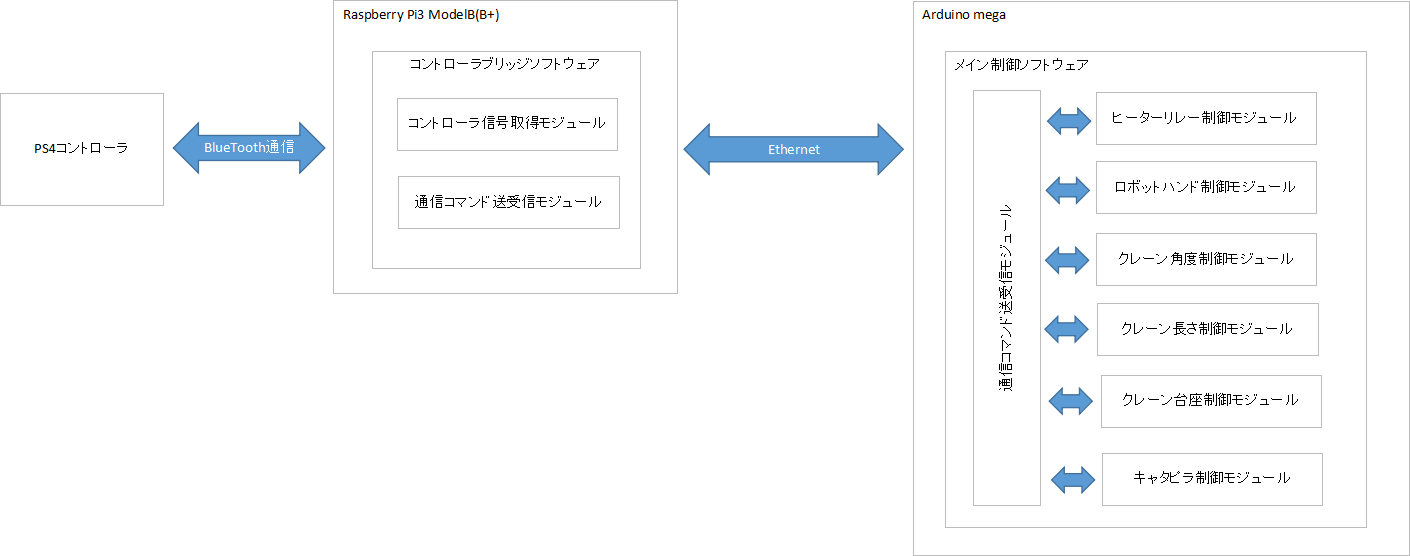 PS4コントローラ
BlueTooth通信
Raspberry Pi3 ModelB(B+)
コントローラブリッジソフトウェア
コントローラ信号取得モジュール
通信コマンド送受信モジュール
Ethernet
Arduino mega
メイン制御ソフトウェア
通信コマンド送受信モジュール
ヒーターリレー制御モジュール
ロボットハンド制御モジュール
クレーン角度制御モジュール
クレーン長さ制御モジュール
クレーン台座制御モジュール
キャタピラ制御モジュール